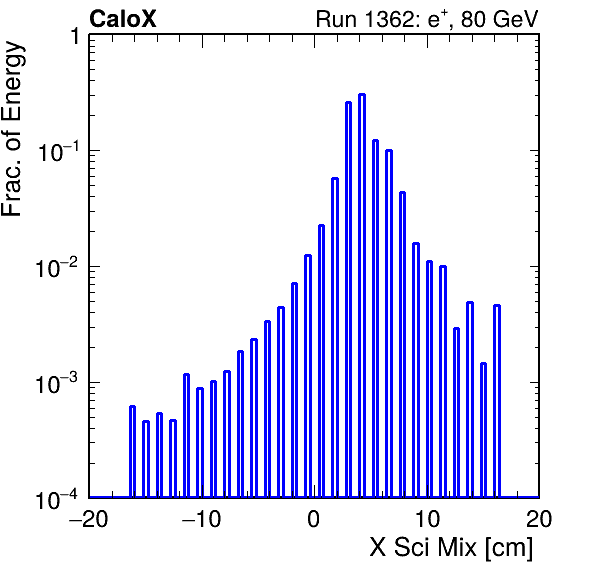 CaloX Run 1362: e⁺, 80 GeV
Frac. of Energy
1
10⁻¹
10⁻²
10⁻³
10⁻⁴
−20 −10 0 10 20
X Sci Mix [cm]